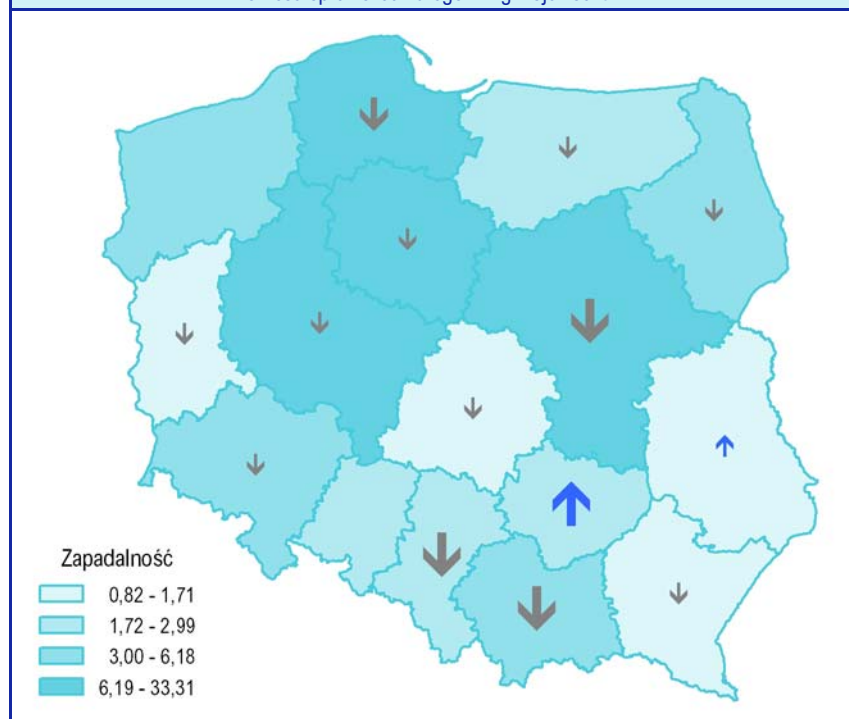 Zapadalność
0,82 - 1,71
1,72 - 2,99
3,00 - 6,18
6,19 - 33,31